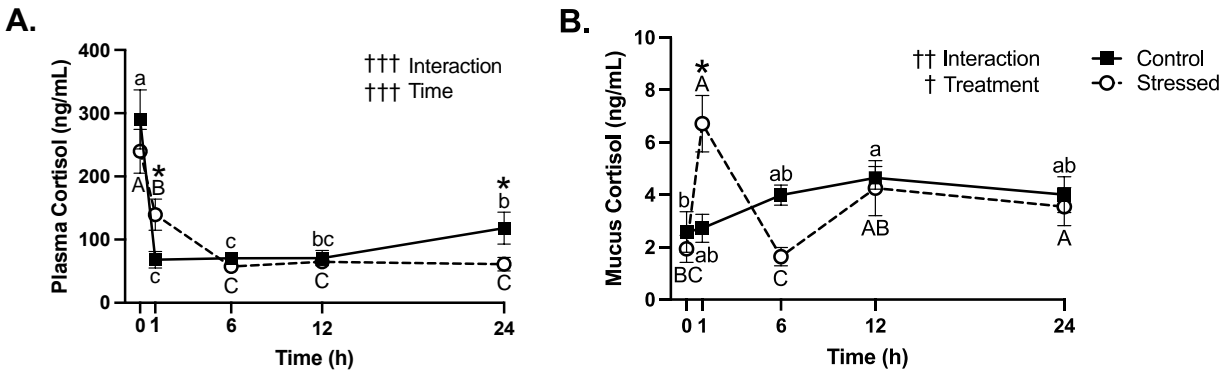 A.
Plasma Cortisol (ng/mL)
400
300
200
100
0
††† Interaction
††† Time
a
A
*
B
c
c
C
bc
C
*
b
C
0 1 6 12 24
Time (h)
B.
Mucus Cortisol (ng/mL)
10
8
6
4
2
0
†† Interaction
† Treatment
Control
Stressed
*
A
b
BC
ab
ab
C
a
AB
ab
A
0 1 6 12 24
Time (h)